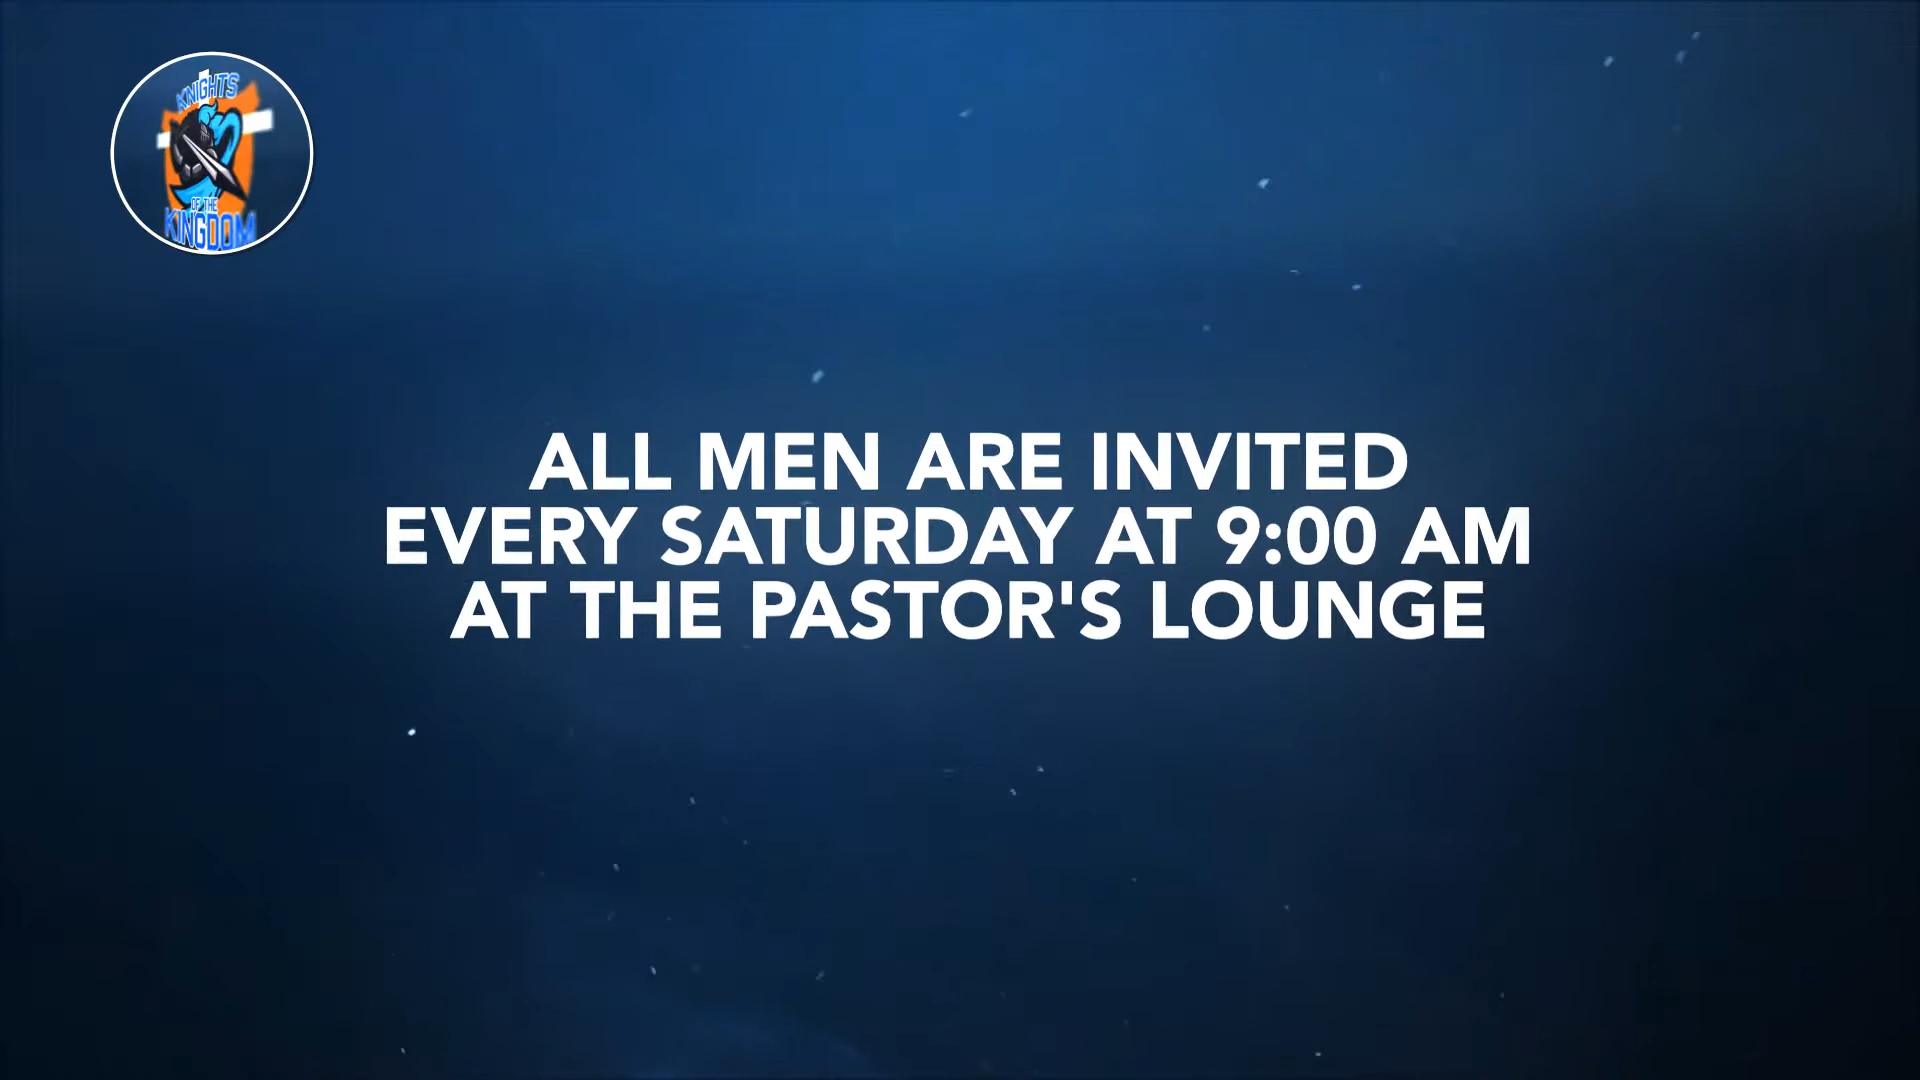 KNIGHTS
OF THE
KINGDOM
ALL MEN ARE INVITED
EVERY SATURDAY AT 9:00 AM
AT THE PASTOR'S LOUNGE